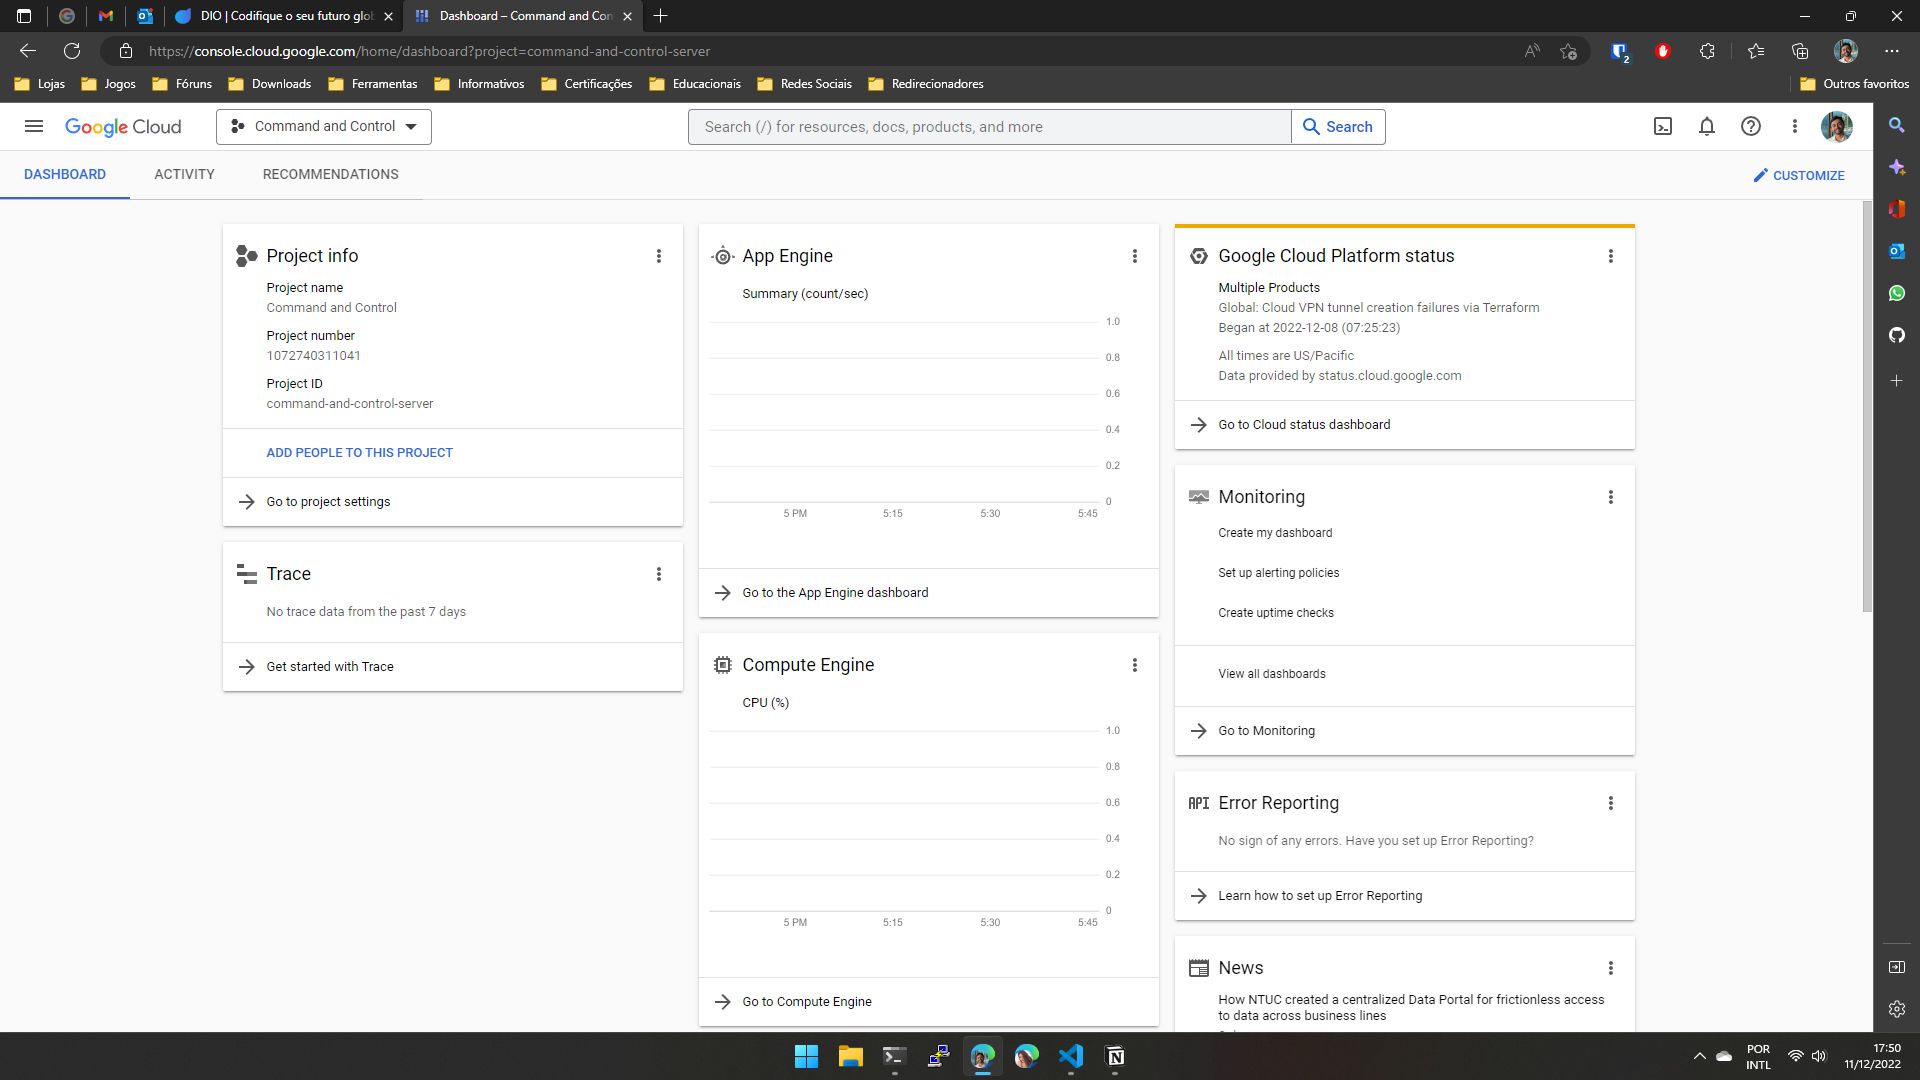 DIO | Codifique o seu futuro glob
Dashboard – Command and Con
https://console.cloud.google.com/home/dashboard?project=command-and-control-server
2
Lojas
Jogos
Fóruns
Downloads
Ferramentas
Informativos
Certificações
Educacionais
Redes Sociais
Redirecionadores
Outros favoritos
Google Cloud
Command and Control
Search (/) for resources, docs, products, and more
Search
DASHBOARD
ACTIVITY
RECOMMENDATIONS
CUSTOMIZE
Project info
Project name
Command and Control
Project number
1072740311041
Project ID
command-and-control-server
ADD PEOPLE TO THIS PROJECT
Go to project settings
Trace
No trace data from the past 7 days
Get started with Trace
App Engine
Summary (count/sec)
1.0
0.8
0.6
0.4
0.2
0
5 PM
5:15
5:30
5:45
Go to the App Engine dashboard
Compute Engine
CPU (%)
1.0
0.8
0.6
0.4
0.2
0
5 PM
5:15
5:30
5:45
Go to Compute Engine
Google Cloud Platform status
Multiple Products
Global: Cloud VPN tunnel creation failures via Terraform
Began at 2022-12-08 (07:25:23)
All times are US/Pacific
Data provided by status.cloud.google.com
Go to Cloud status dashboard
Monitoring
Create my dashboard
Set up alerting policies
Create uptime checks
View all dashboards
Go to Monitoring
API
Error Reporting
No sign of any errors. Have you set up Error Reporting?
Learn how to set up Error Reporting
News
How NTUC created a centralized Data Portal for frictionless access
to data across business lines
POR
INTL
17:50
11/12/2022